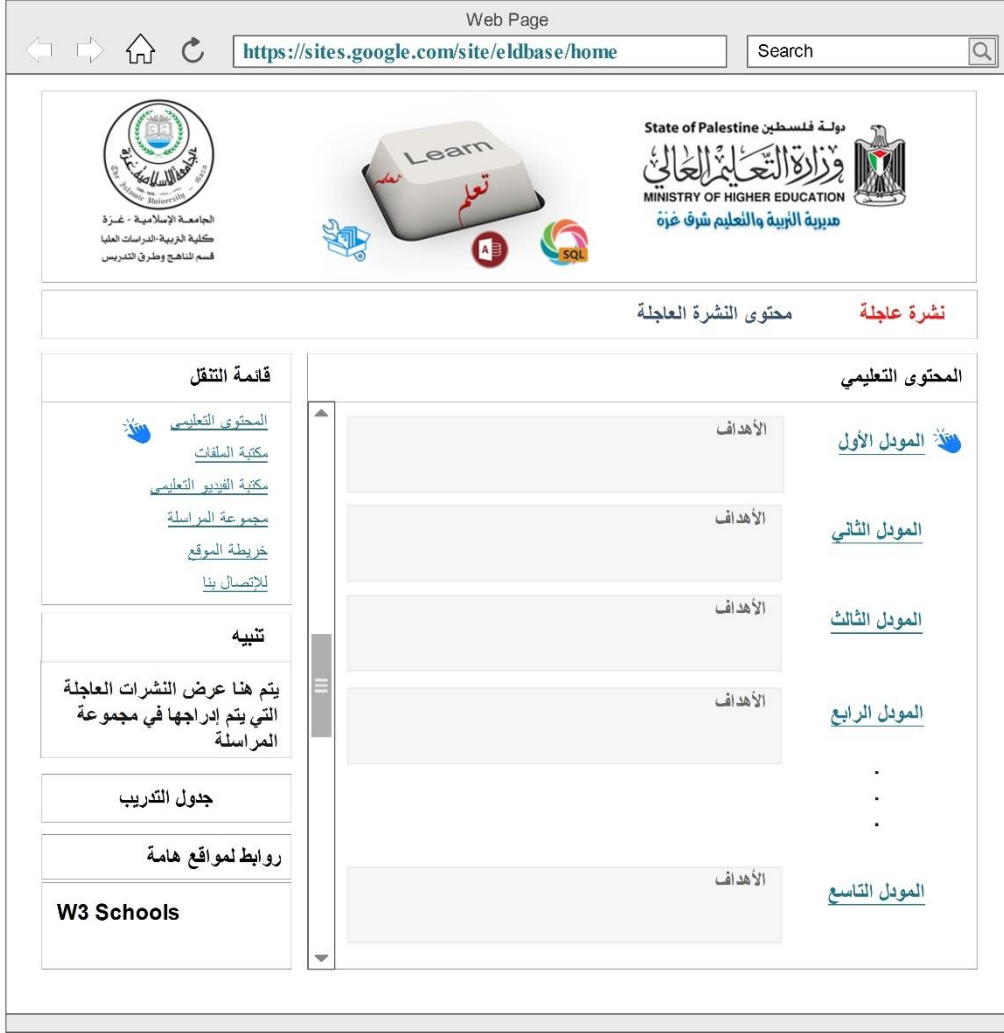 Web Page
https://sites.google.com/site/eldbase/home
Search
الجامعة الإسلامية - غزة
كلية التربية-الدراسات العليا
قسم المناهج وطرق التدريس
Learn
تعلم
تعلم
SQL
A
State of Palestine دولة فلسطين
وزارة التعليم العالي
MINISTRY OF HIGHER EDUCATION
مديرية التربية والتعليم شرق غزة
نشرة عاجلة
محتوى النشرة العاجلة
المحتوى التعليمي
المودل الأول
الأهداف
المودل الثاني
الأهداف
المودل الثالث
الأهداف
المودل الرابع
الأهداف
.
.
.
المودل التاسع
الأهداف
قائمة التنقل
المحتوى التعليمي
مكتبة الملفات
مكتبة الفيديو التعليمي
مجموعة المراسلة
خريطة الموقع
للإتصال بنا
تنبيه
يتم هنا عرض النشرات العاجلة
التي يتم إدراجها في مجموعة
المراسلة
جدول التدريب
روابط لمواقع هامة
W3 Schools